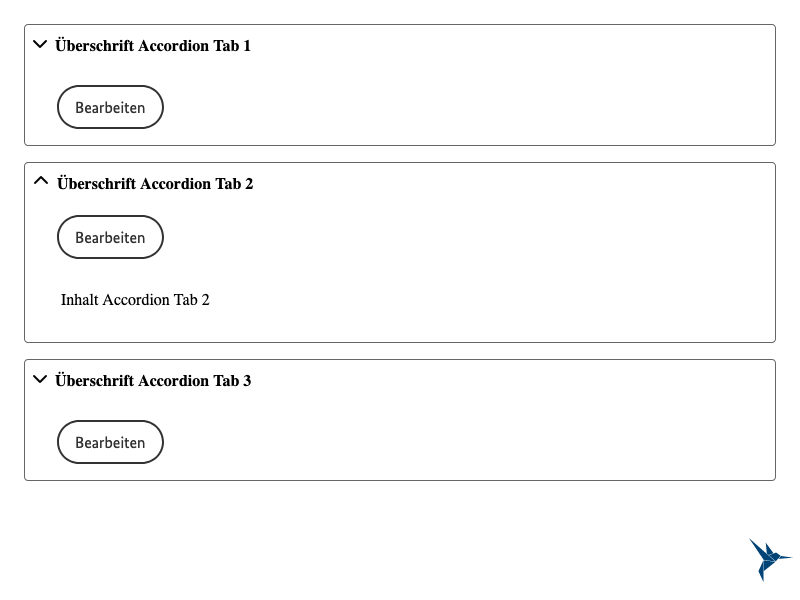 Überschrift Accordion Tab 1
Bearbeiten
Überschrift Accordion Tab 2
Bearbeiten
Inhalt Accordion Tab 2
Überschrift Accordion Tab 3
Bearbeiten